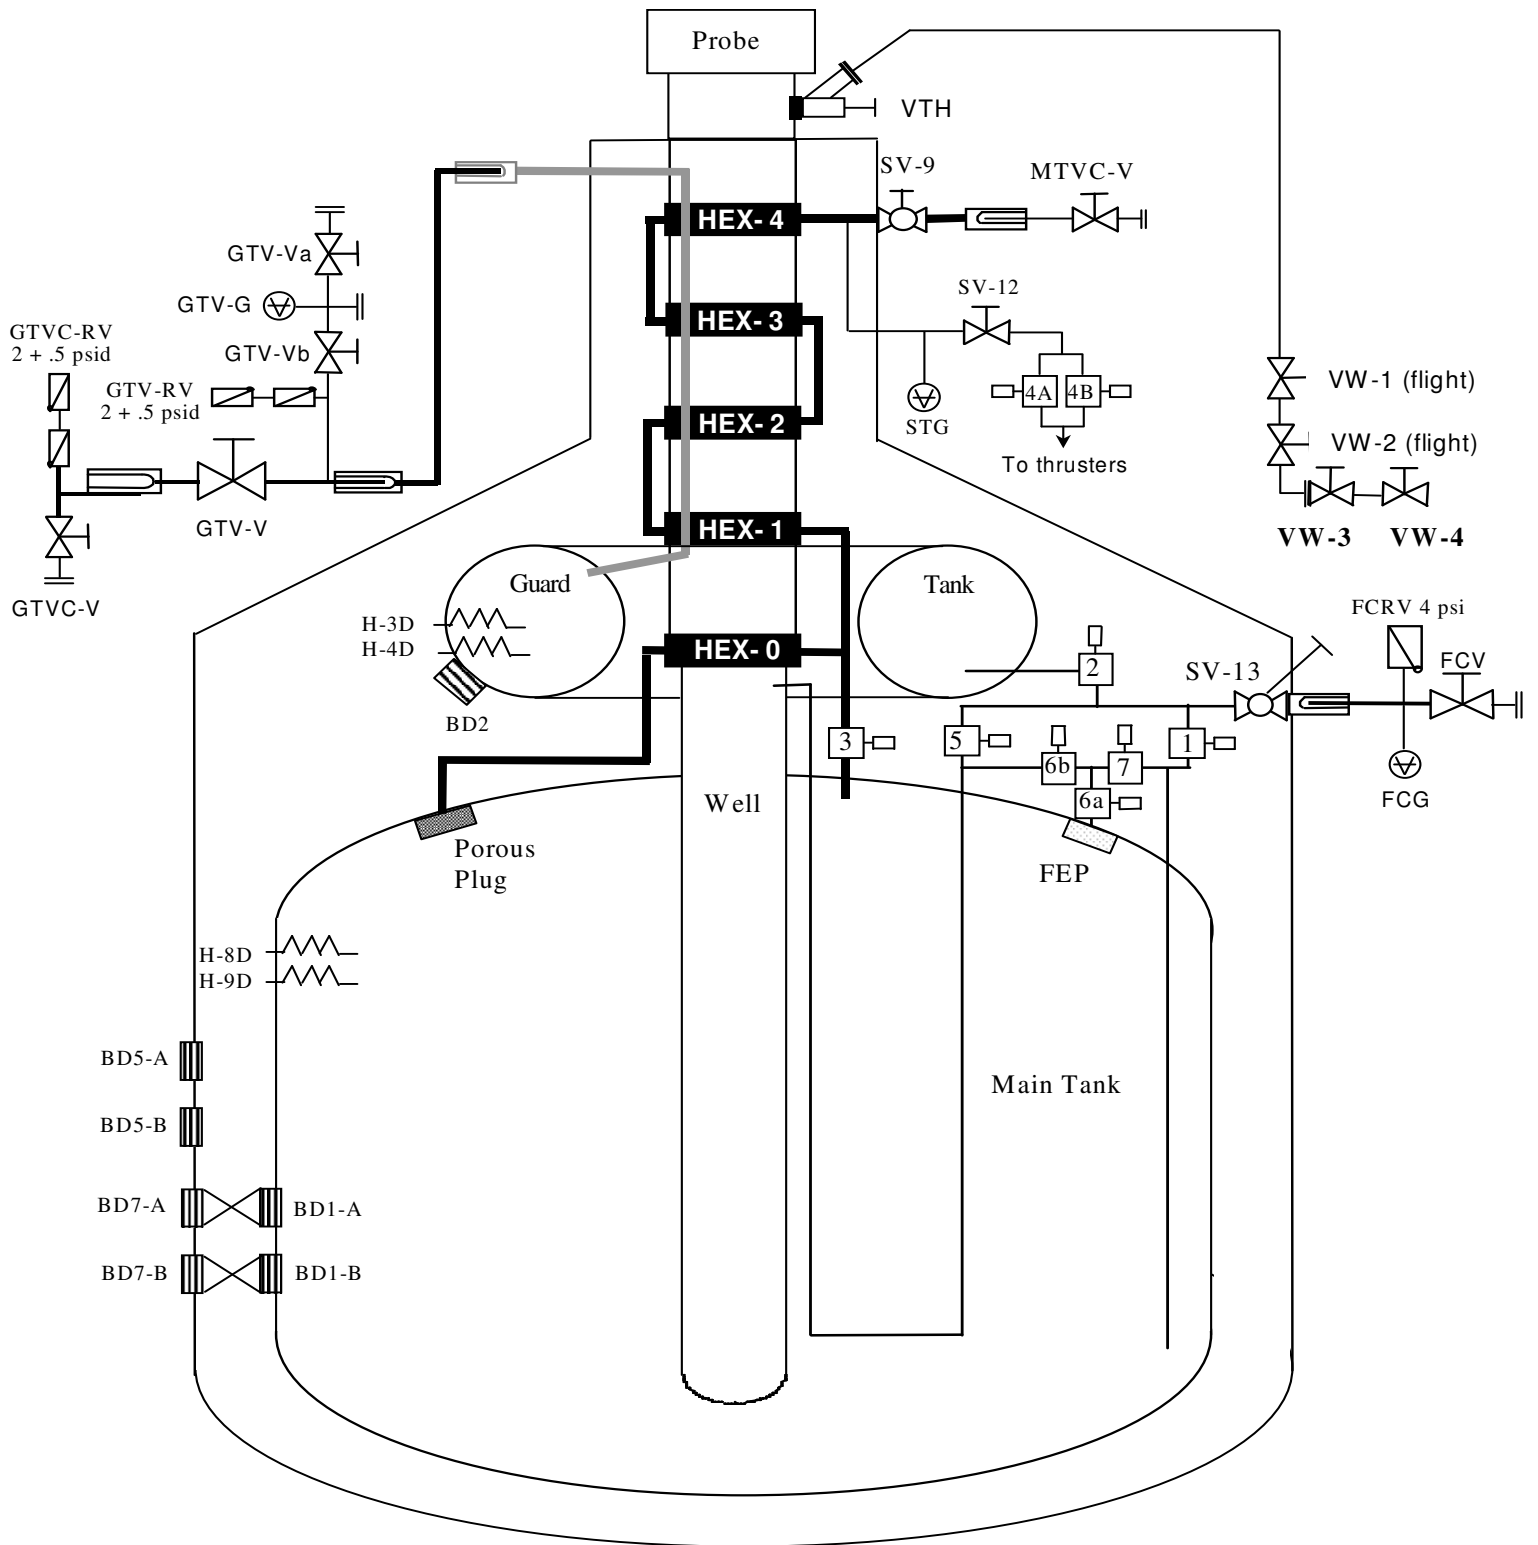 Probe
VTH
SV-9
MTVC-V
HEX- 4
GTV-Va
GTV-G
SV-12
GTVC-RV
2 + .5 psid
HEX- 3
GTV-Vb
GTV-RV
2 + .5 psid
4A
4B
VW-1 (flight)
HEX- 2
STG
VW-2 (flight)
To thrusters
GTV-V
HEX- 1
VW-3
VW-4
Guard
Tank
GTVC-V
FCRV 4 psi
H-3D
H-4D
HEX- 0
2
SV-13
FCV
BD2
3
5
6b
7
1
6a
FCG
Well
Porous
Plug
FEP
H-8D
H-9D
BD5-A
Main Tank
BD5-B
BD7-A
BD1-A
BD7-B
BD1-B